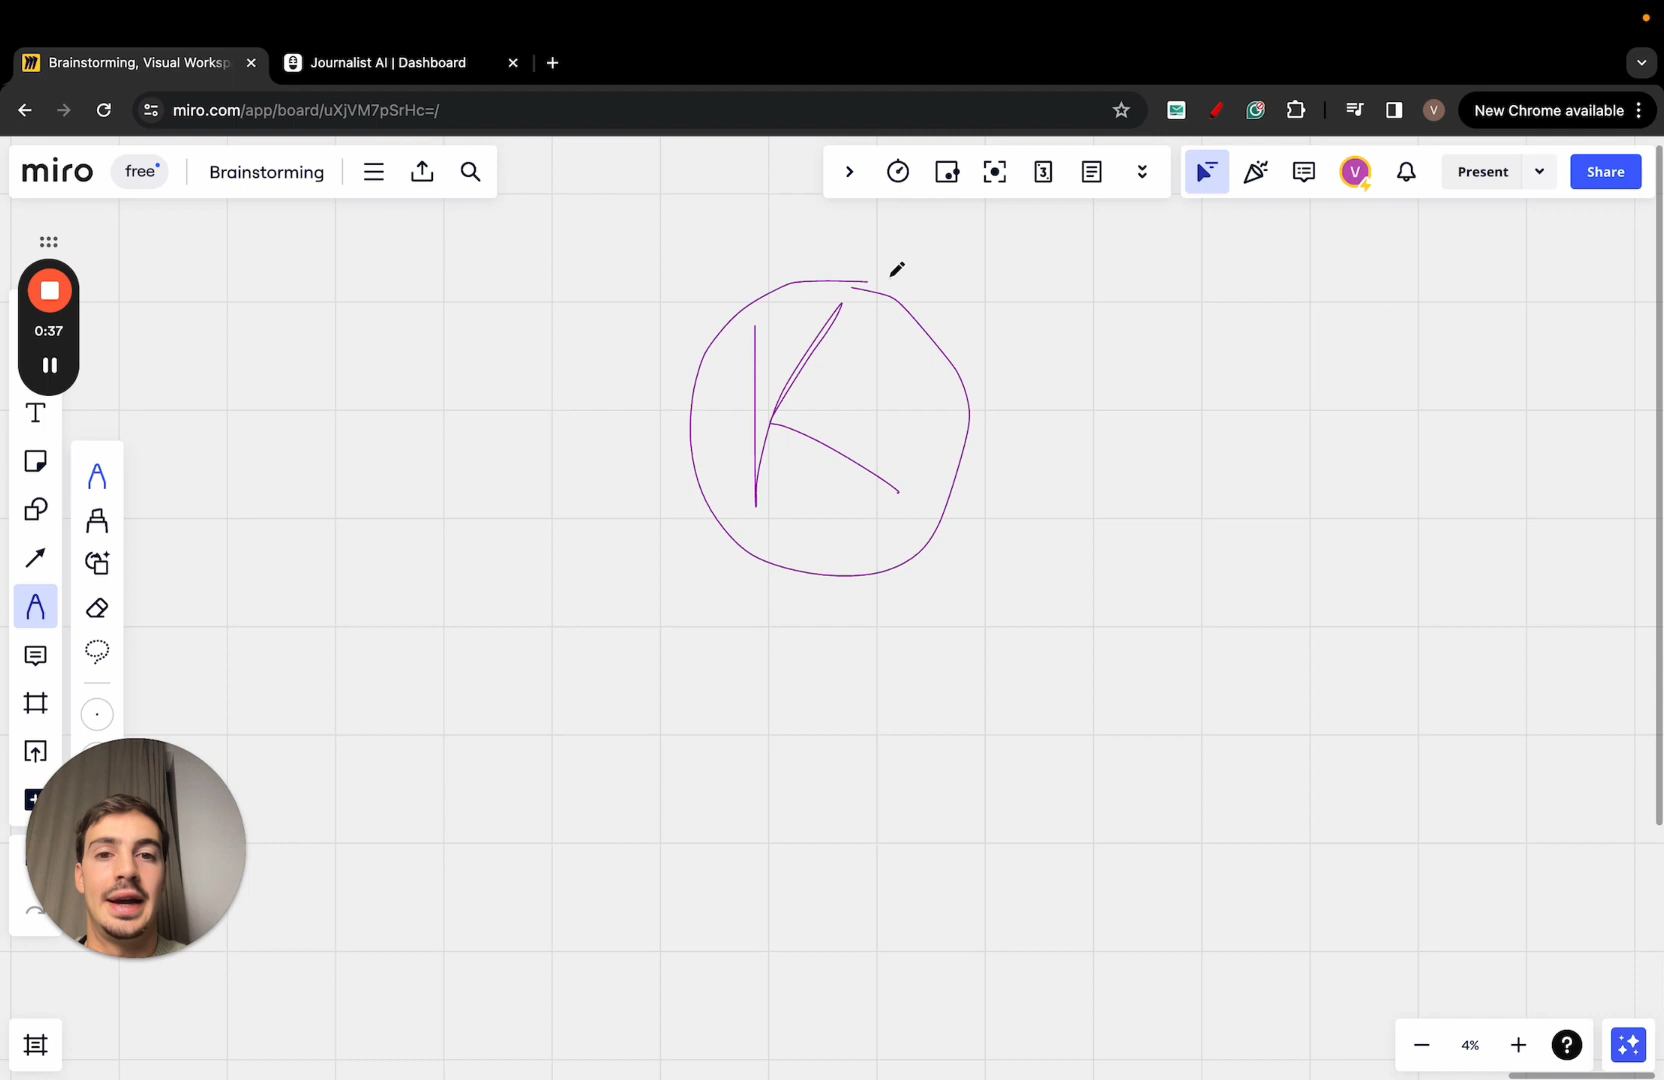 Brainstorming, Visual Worksp
Journalist AI | Dashboard
miro.com/app/board/uXjVM7pSrHc=/
New Chrome available
V
miro
free
Brainstorming
3
V
Present
Share
0:37
T
K
4%
?